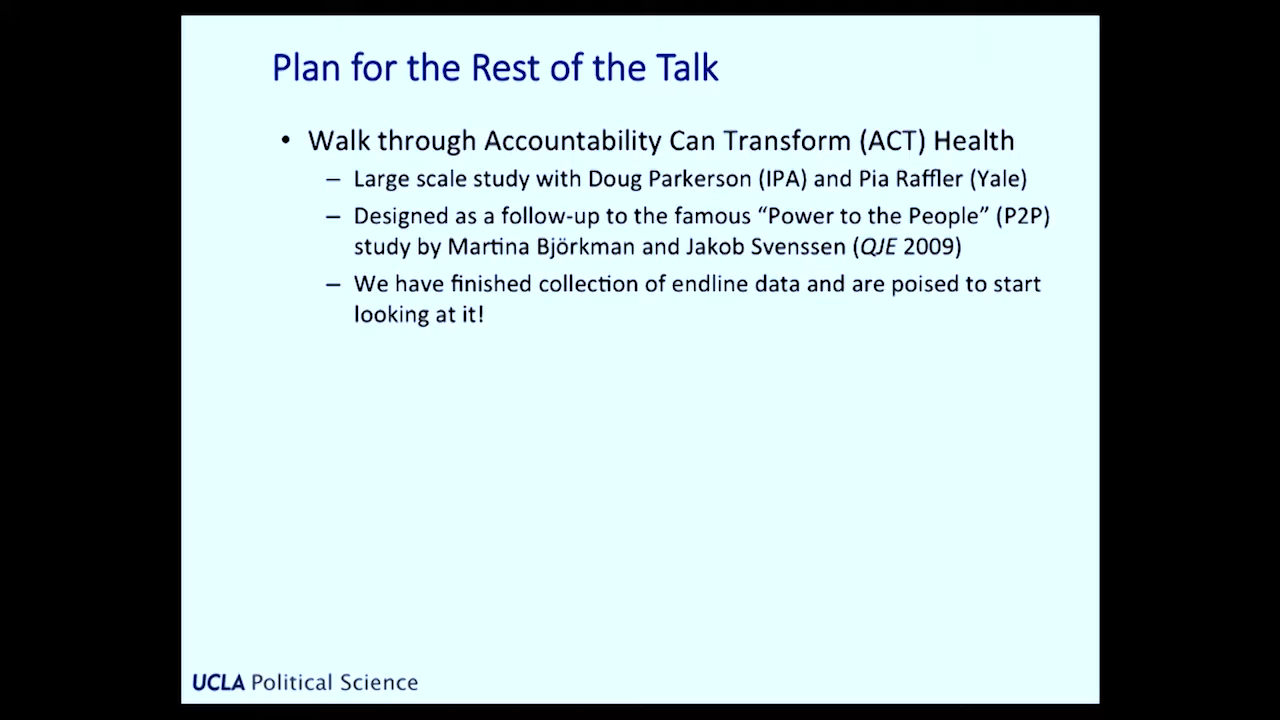 Plan for the Rest of the Talk
• Walk through Accountability Can Transform (ACT) Health
– Large scale study with Doug Parkerson (IPA) and Pia Raffler (Yale)
– Designed as a follow-up to the famous “Power to the People” (P2P)
study by Martina Björkman and Jakob Svenssen (QJE 2009)
– We have finished collection of endline data and are poised to start
looking at it!
UCLA Political Science